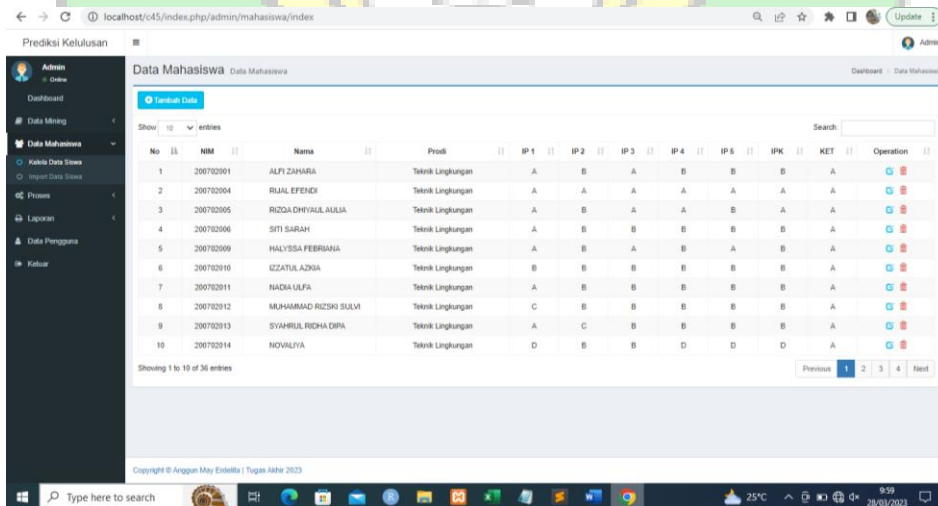 localhost/c45/index.php/admin/mahasiswa/index
Update
Prediksi Kelulusan
Admin
Admin
Online
Dashboard
Data Mining
Data Mahasiswa
Kelola Data Siswa
Import Data Siswa
Proses
Laporan
Data Pengguna
Keluar
Data Mahasiswa Data Mahasiswa
Dashboard Data Mahasiswa
Tambah Data
Show 10 entries
Search:
No NIM Nama Prodi IP 1 IP 2 IP 3 IP 4 IP 5 IPK KET Operation
1 200702001 ALFI ZAHARA Teknik Lingkungan A B A B B B A
2 200702004 RIJAL EFENDI Teknik Lingkungan A A A A A A A
3 200702005 RIZQA DHIYAUL AULIA Teknik Lingkungan A B A A B A A
4 200702006 SITI SARAH Teknik Lingkungan A B B B B B A
5 200702009 HALYSSA FEBRIANA Teknik Lingkungan A B A B A B A
6 200702010 IZZATUL AZKIA Teknik Lingkungan B B B B B B A
7 200702011 NADIA ULFA Teknik Lingkungan A B B B B B A
8 200702012 MUHAMMAD RIZSKI SULVI Teknik Lingkungan C B B B B B A
9 200702013 SYAHRUL RIDHA DIPA Teknik Lingkungan A C B B B B A
10 200702014 NOVALIYA Teknik Lingkungan D B B D D D A
Showing 1 to 10 of 36 entries
Previous 1 2 3 4 Next
Copyright © Anggun May Erdelita | Tugas Akhir 2023
Type here to search
25°C
9:59
28/03/2023